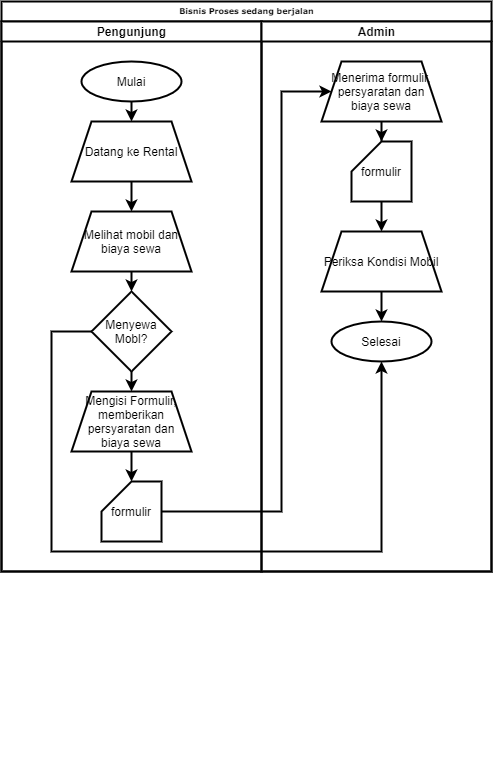 Bisnis Proses sedang berjalan
Pengunjung
Admin
Mulai
Datang ke Rental
Melihat mobil dan
biaya sewa
Menyewa
Mobl?
Mengisi Formulir,
memberikan
persyaratan dan
biaya sewa
formulir
Menerima formulir,
persyaratan dan
biaya sewa
formulir
Periksa Kondisi Mobil
Selesai